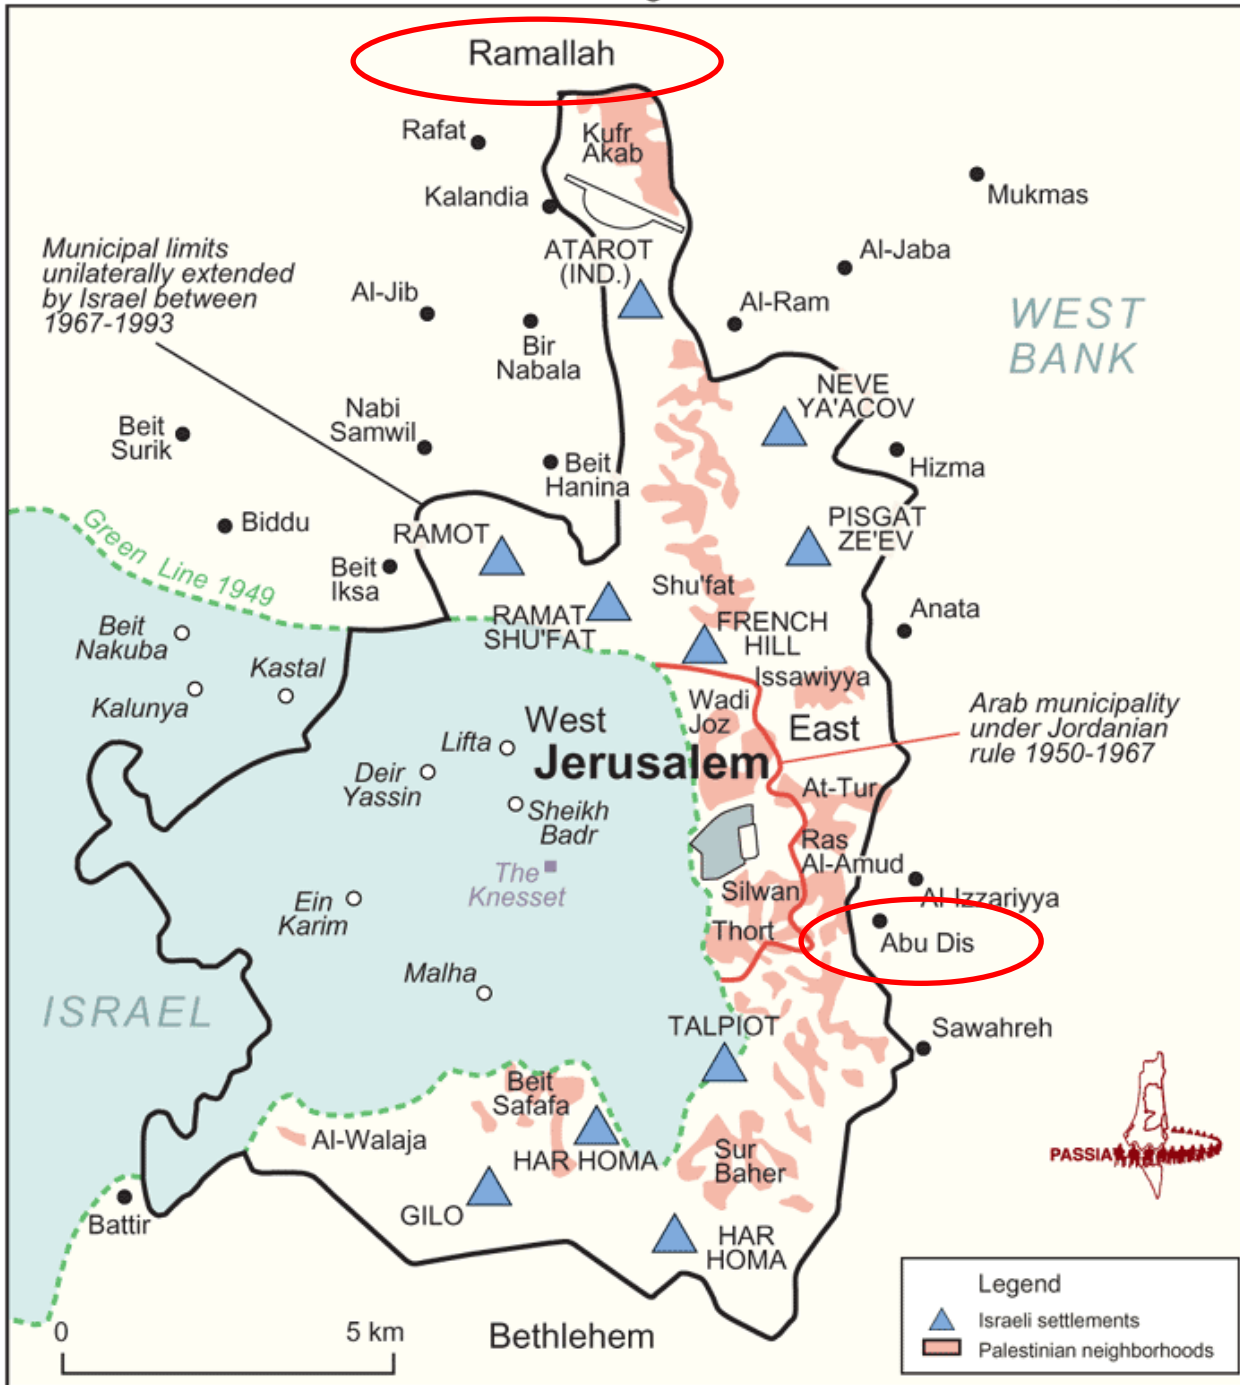 Ramallah
Rafat
Kufr
Akab
Kalandia
Mukmas
Municipal limits
unilaterally extended
by Israel between
1967-1993
ATAROT
(IND.)
Al-Jaba
Al-Jib
Al-Ram
WEST
BANK
Bir
Nabala
NEVE
YA'ACOV
Nabi
Samwil
Beit
Surik
Beit
Hanina
Hizma
Biddu
RAMOT
PISGAT
ZE'EV
Green Line 1949
Beit
Iksa
Shu'fat
Anata
RAMAT
SHU'FAT
FRENCH
HILL
Beit
Nakuba
Kastal
Issawiyya
Kalunya
Wadi
Joz
Arab municipality
under Jordanian
rule 1950-1967
West
East
Lifta
Jerusalem
Deir
Yassin
At-Tur
Sheikh
Badr
Ras
Al-Amud
The
Knesset
Silwan
Al-Izzariyya
Ein
Karim
Thort
Abu Dis
Malha
ISRAEL
TALPIOT
Sawahreh
Beit
Safafa
Al-Walaja
HAR HOMA
Sur
Baher
PASSIA
GILO
Battir
HAR
HOMA
Legend
Israeli settlements
Palestinian neighborhoods
0
5 km
Bethlehem